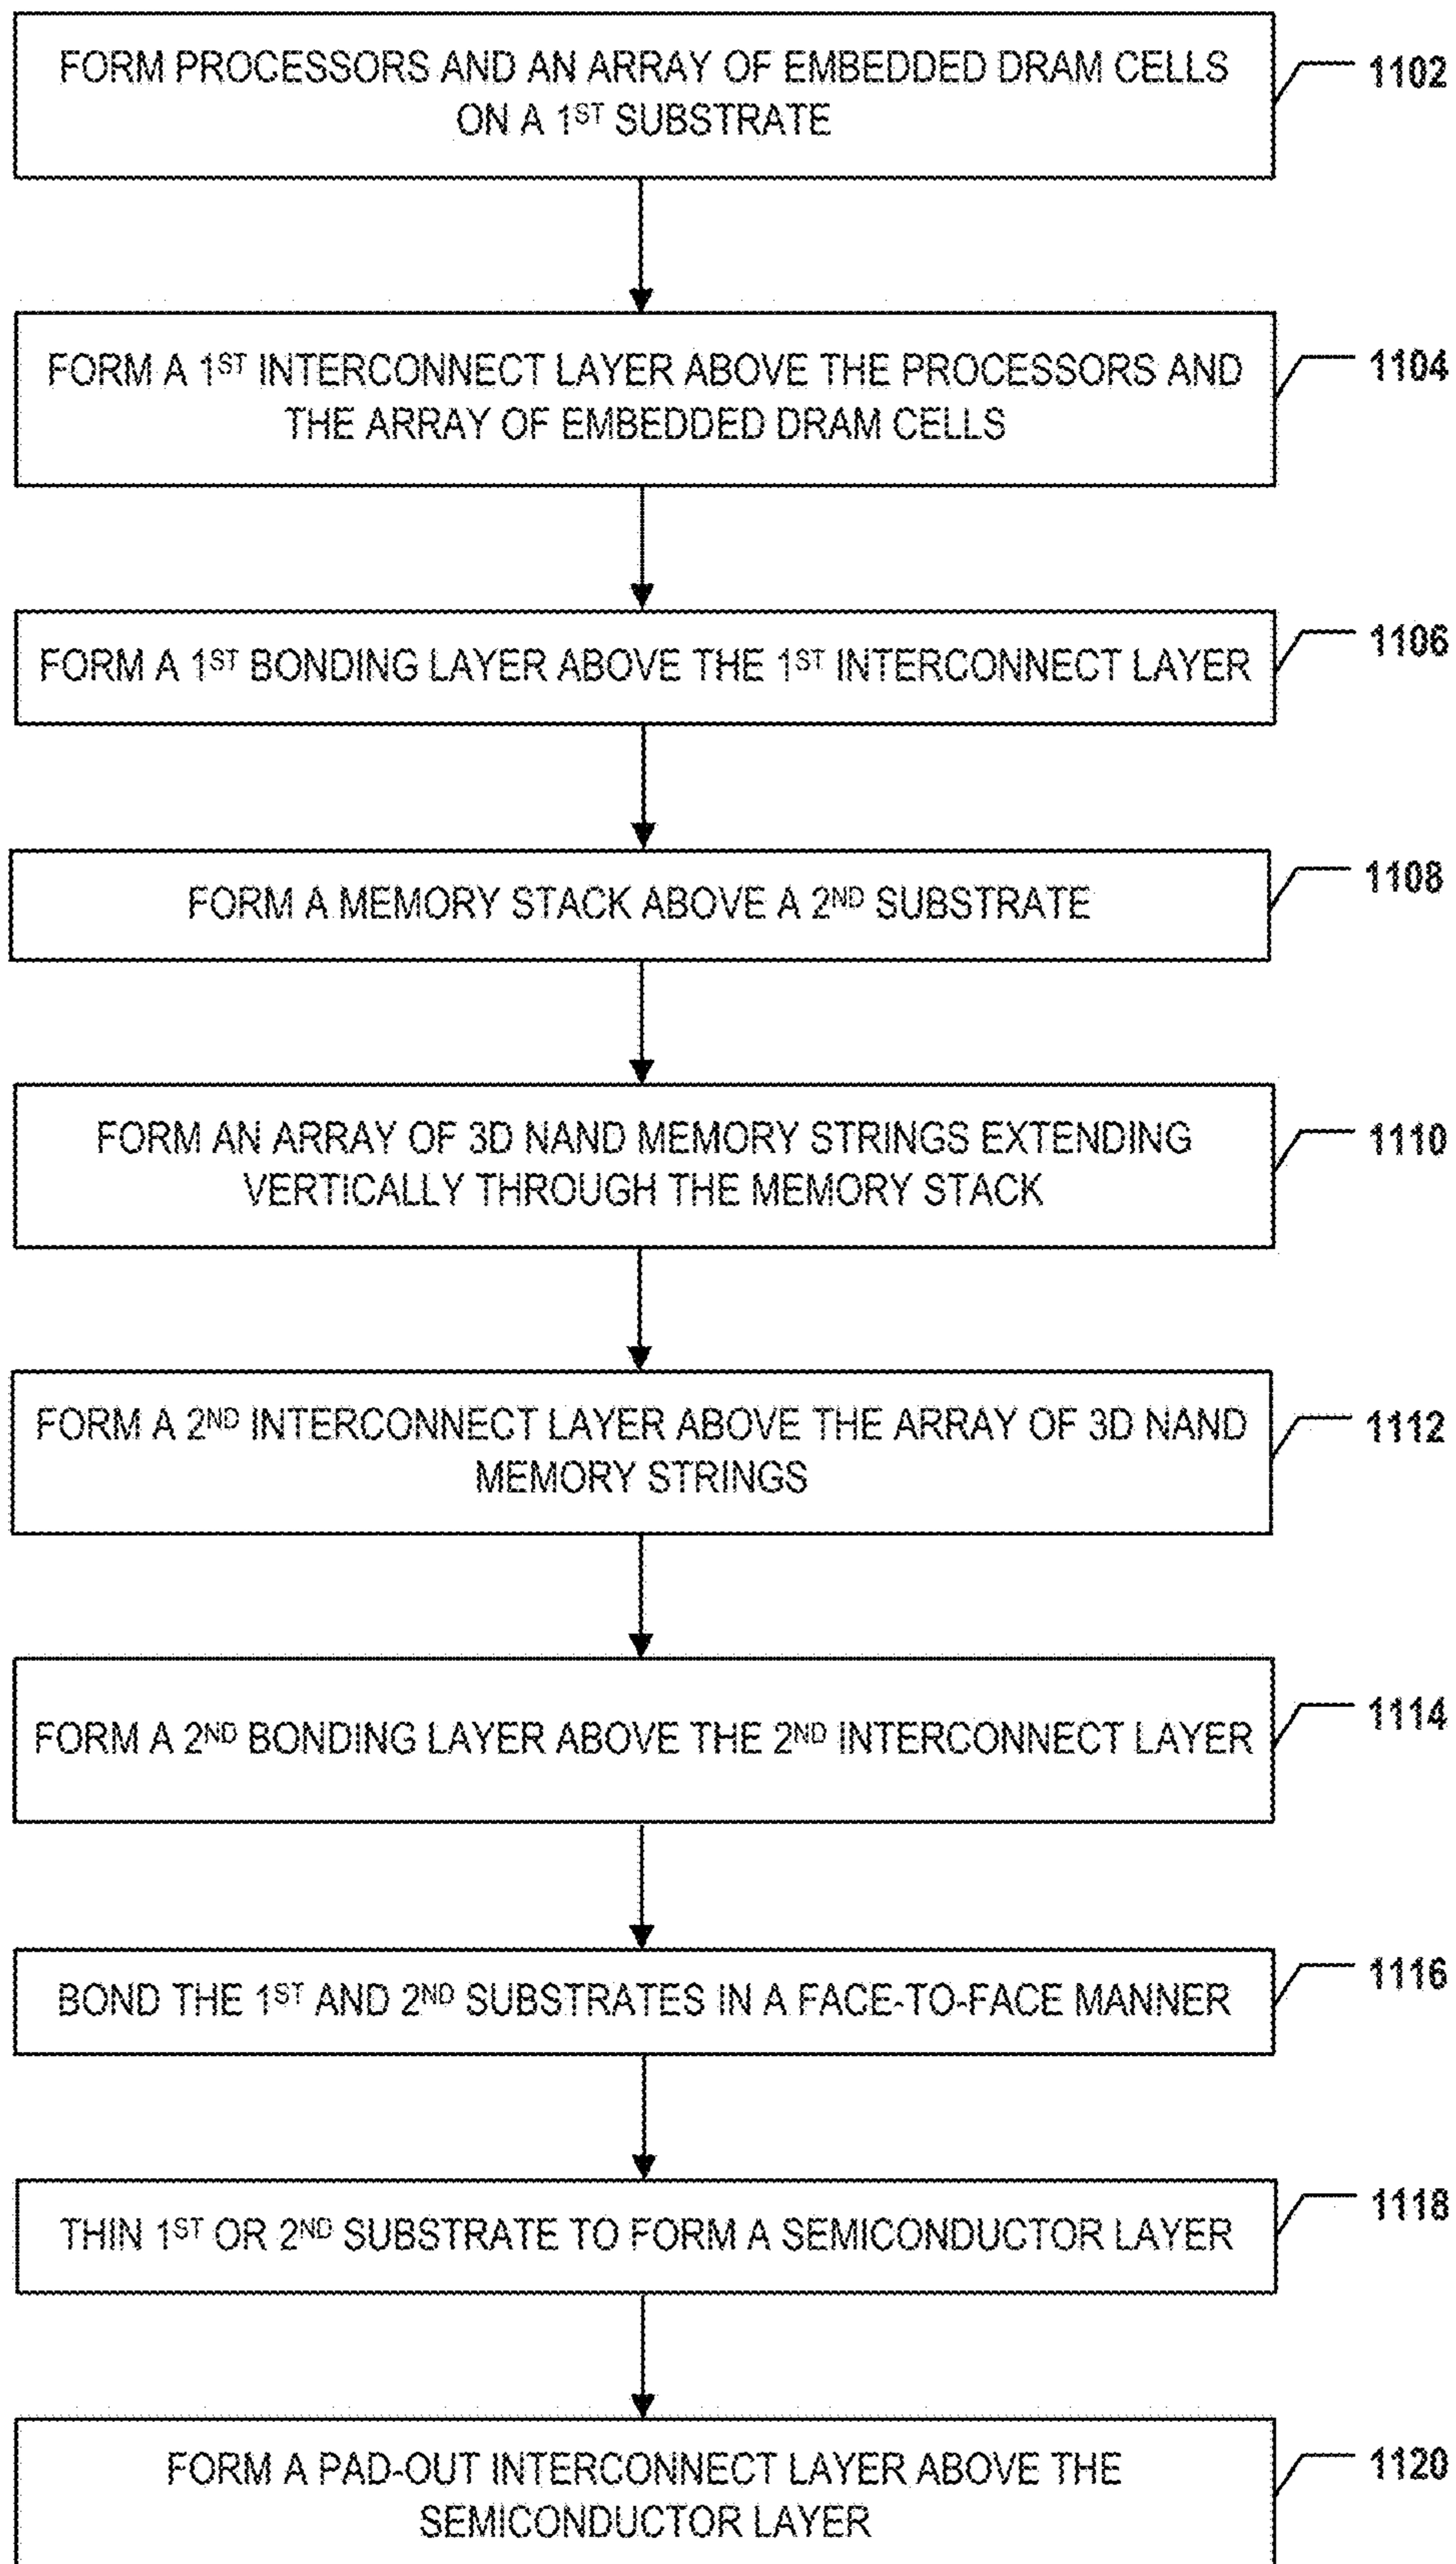 FORM PROCESSORS AND AN ARRAY OF EMBEDDED DRAM CELLS
ON A 1ST SUBSTRATE
1102
FORM A 1ST INTERCONNECT LAYER ABOVE THE PROCESSORS AND
THE ARRAY OF EMBEDDED DRAM CELLS
1104
FORM A 1ST BONDING LAYER ABOVE THE 1ST INTERCONNECT LAYER
1106
FORM A MEMORY STACK ABOVE A 2ND SUBSTRATE
1108
FORM AN ARRAY OF 3D NAND MEMORY STRINGS EXTENDING
VERTICALLY THROUGH THE MEMORY STACK
1110
FORM A 2ND INTERCONNECT LAYER ABOVE THE ARRAY OF 3D NAND
MEMORY STRINGS
1112
FORM A 2ND BONDING LAYER ABOVE THE 2ND INTERCONNECT LAYER
1114
BOND THE 1ST AND 2ND SUBSTRATES IN A FACE-TO-FACE MANNER
1116
THIN 1ST OR 2ND SUBSTRATE TO FORM A SEMICONDUCTOR LAYER
1118
FORM A PAD-OUT INTERCONNECT LAYER ABOVE THE
SEMICONDUCTOR LAYER
1120